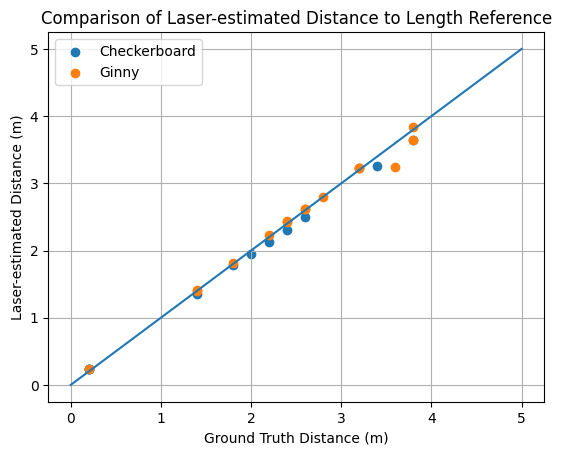 Comparison of Laser-estimated Distance to Length Reference
Checkerboard
Ginny
Laser-estimated Distance (m)
5
4
3
2
1
0
0 1 2 3 4 5
Ground Truth Distance (m)